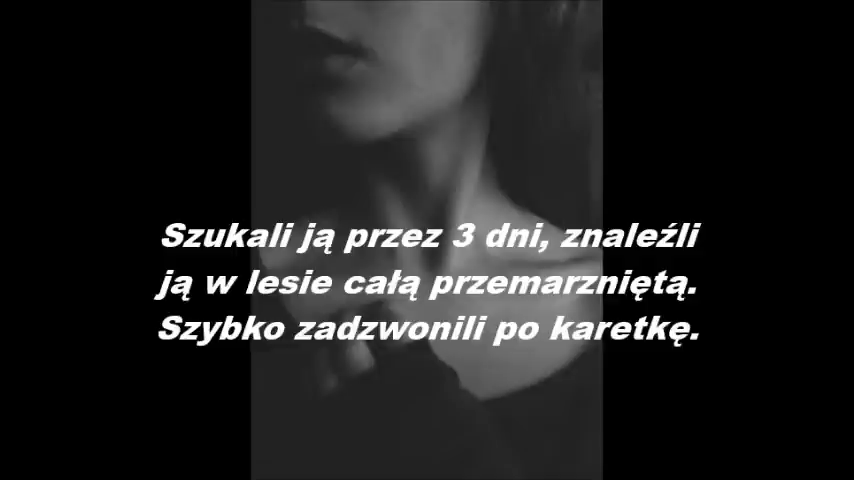 Szukali ją przez 3 dni, znaleźli
ją w lesie całą przemarzniętą.
Szybko zadzwonili po karetkę.